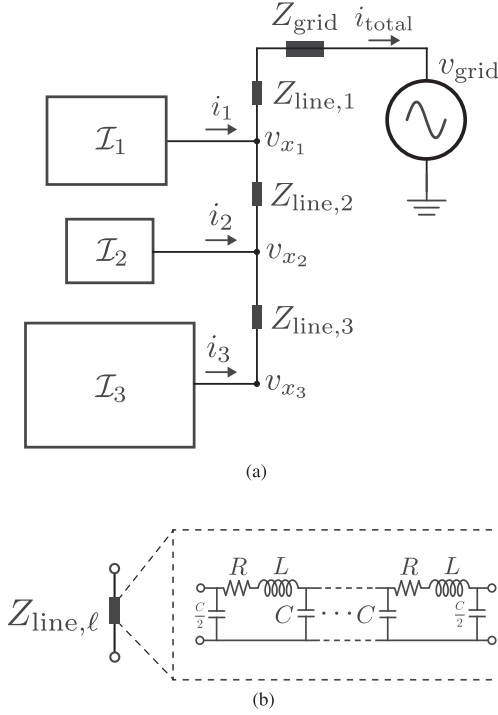 Z_grid i_total
v_grid
Z_line,1
i_1
I_1 v_x1
Z_line,2
i_2
I_2 v_x2
Z_line,3
i_3
I_3 v_x3
(a)
R L R L
Z_line,ℓ C/2 C ··· C C/2
(b)